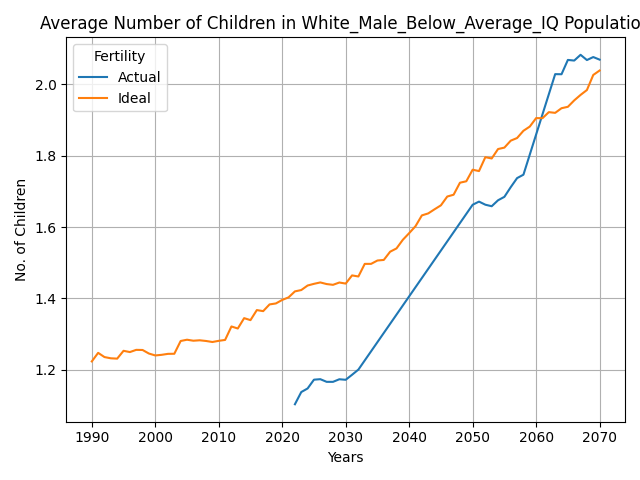 Average Number of Children in White_Male_Below_Average_IQ Populatio
Fertility
Actual
Ideal
No. of Children
2.0
1.8
1.6
1.4
1.2
1990 2000 2010 2020 2030 2040 2050 2060 2070
Years